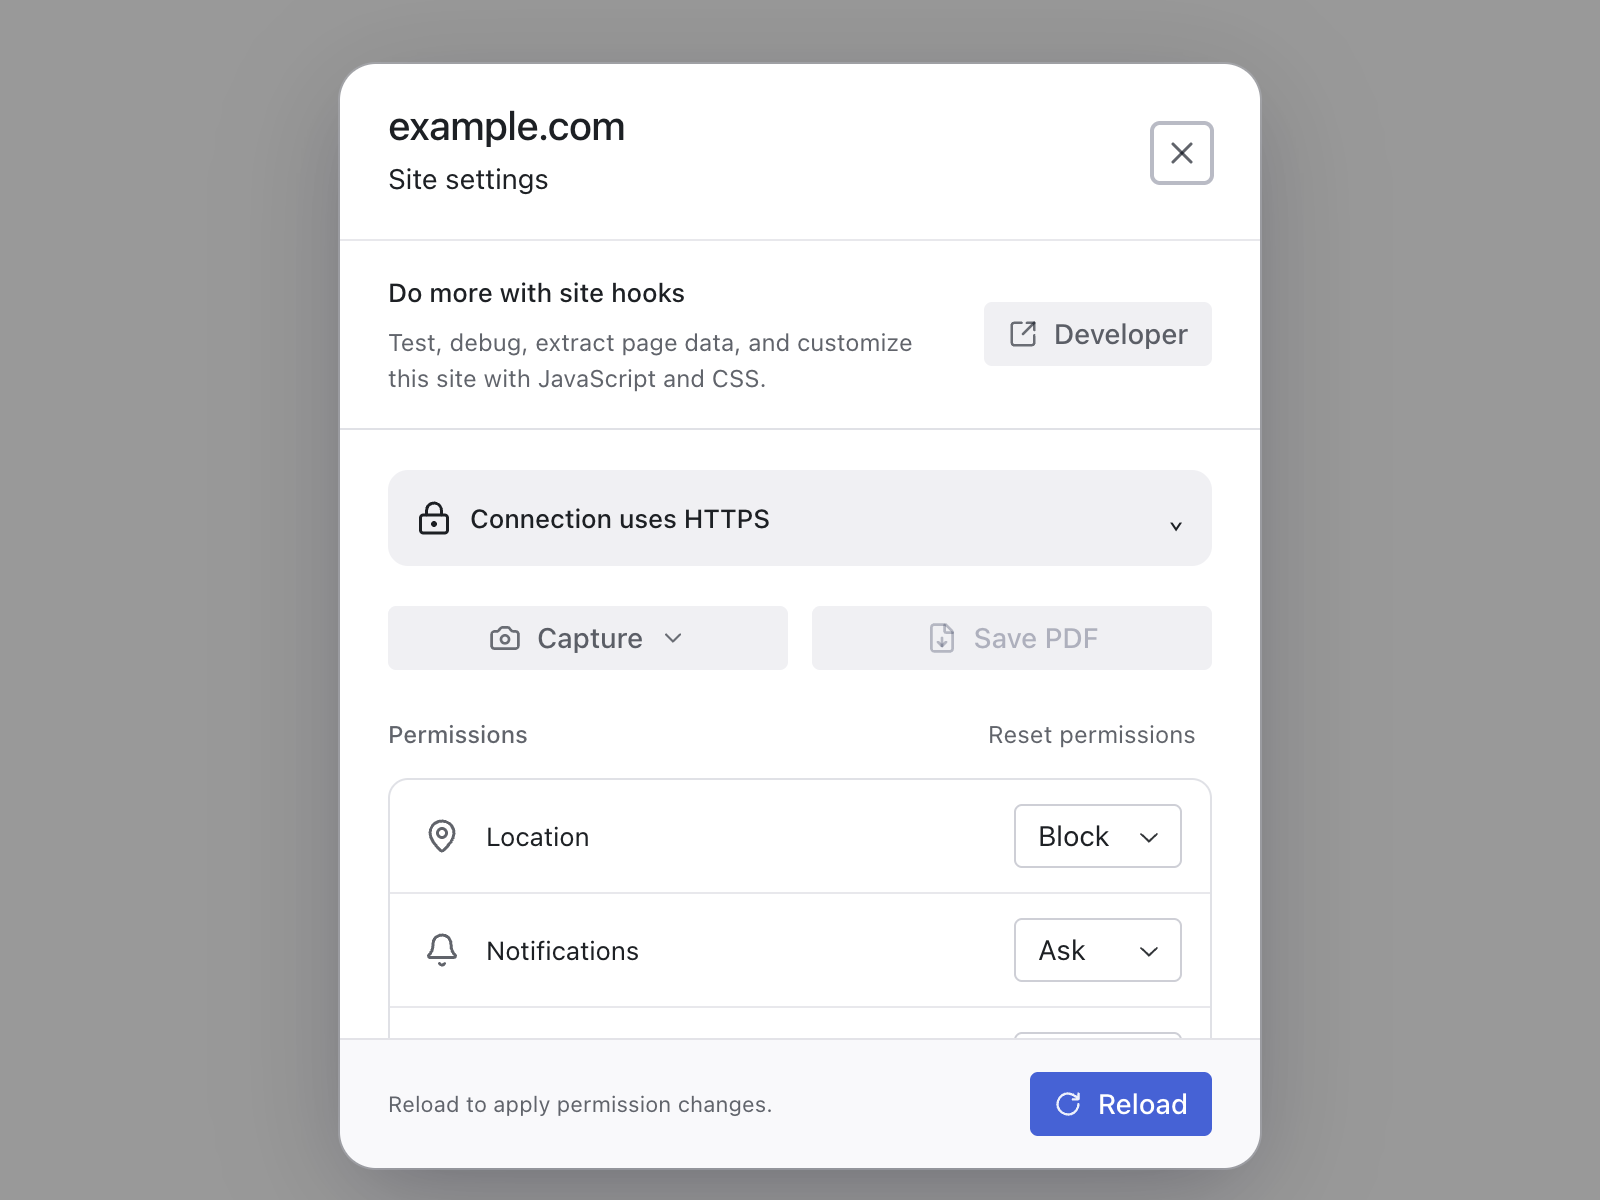 example.com
Site settings
Do more with site hooks
Test, debug, extract page data, and customize
this site with JavaScript and CSS.
Developer
Connection uses HTTPS
Capture
Save PDF
Permissions
Reset permissions
Location
Block
Notifications
Ask
Reload to apply permission changes.
Reload